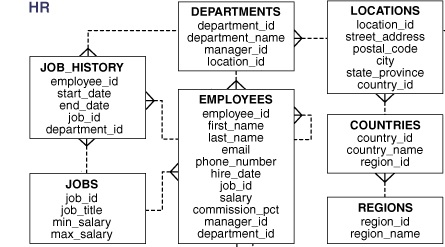 HR
DEPARTMENTS
department_id
department_name
manager_id
location_id
LOCATIONS
location_id
street_address
postal_code
city
state_province
country_id
JOB_HISTORY
employee_id
start_date
end_date
job_id
department_id
EMPLOYEES
employee_id
first_name
last_name
email
phone_number
hire_date
job_id
salary
commission_pct
manager_id
department_id
COUNTRIES
country_id
country_name
region_id
JOBS
job_id
job_title
min_salary
max_salary
REGIONS
region_id
region_name